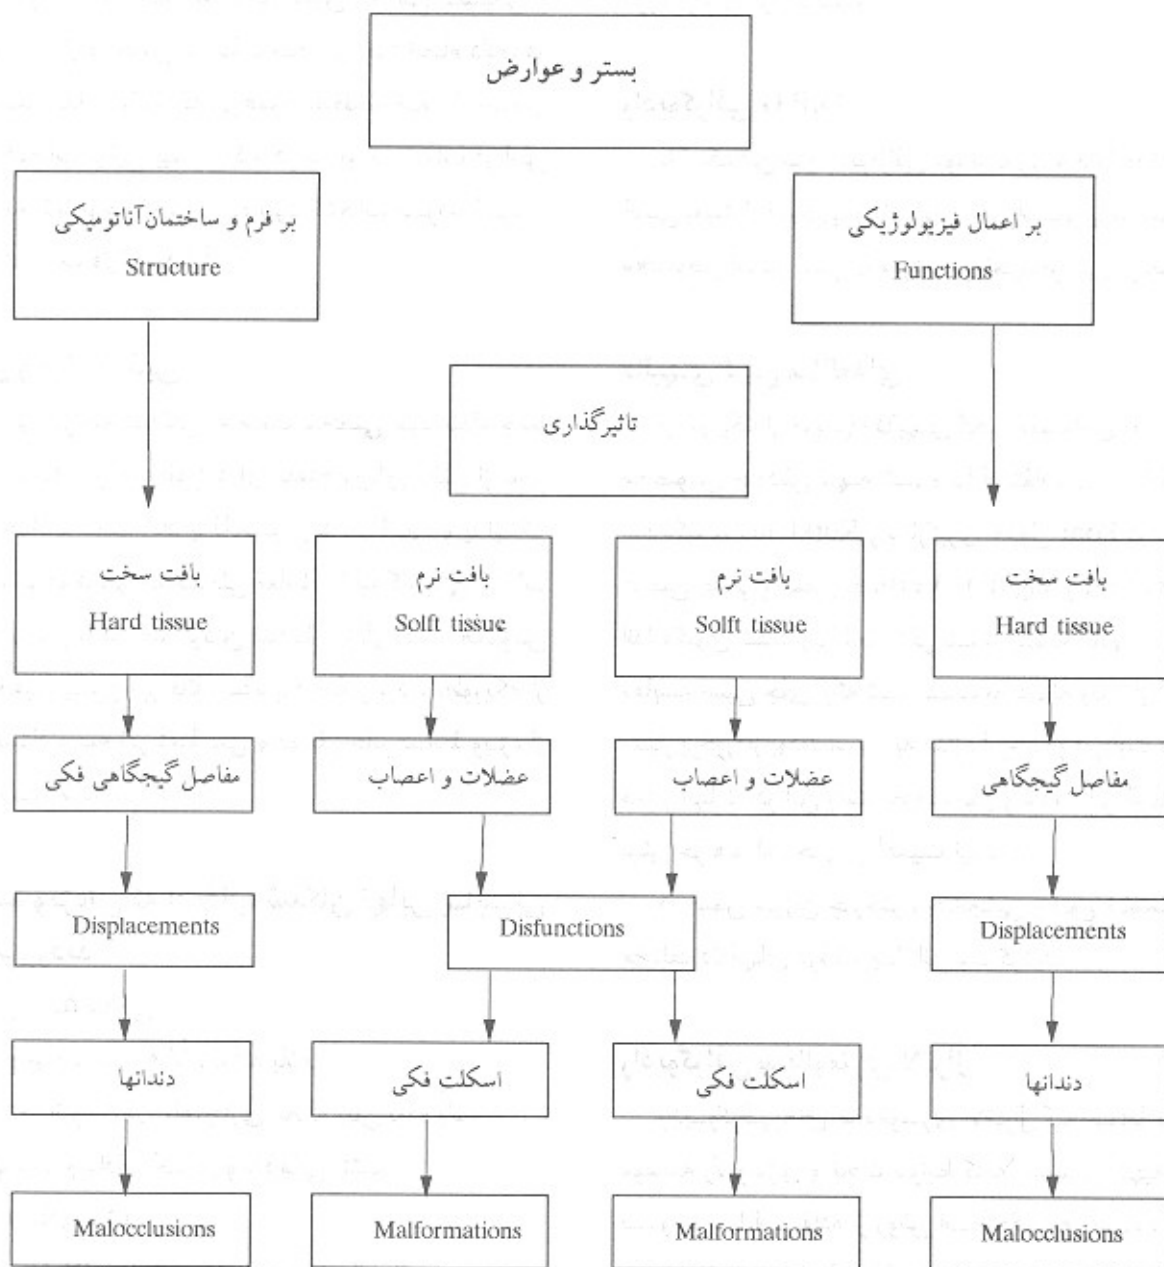 بستر و عوارض
بر اعمال فیزیولوژیکی
Functions
بر فرم و ساختمان آناتومیکی
Structure
تاثیرگذاری
بافت سخت
Hard tissue
بافت نرم
Solft tissue
بافت نرم
Solft tissue
بافت سخت
Hard tissue
مفاصل گیجگاهی
عضلات و اعصاب
عضلات و اعصاب
مفاصل گیجگاهی فکی
Displacements
Disfunctions
Displacements
دندانها
اسکلت فکی
اسکلت فکی
دندانها
Malocclusions
Malformations
Malformations
Malocclusions